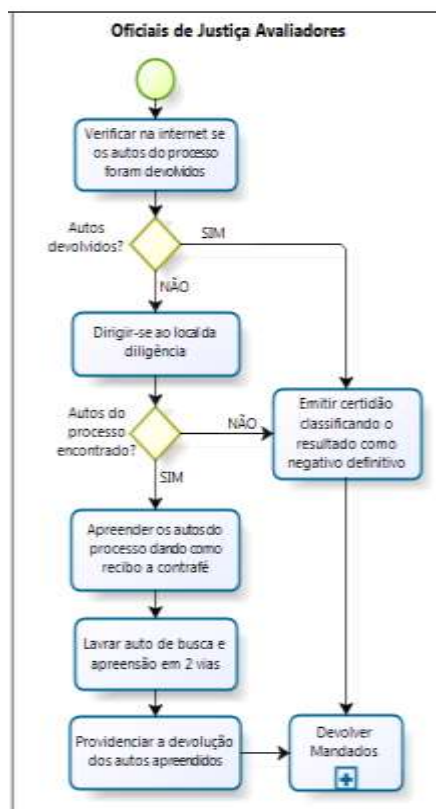 Oficiais de Justiça Avaliadores
Verificar na internet se
os autos do processo
foram devolvidos
Autos
devolvidos?
SIM
NÃO
Dirigir-se ao local da
diligência
Autos do
processo
encontrado?
NÃO
SIM
Emitir certidão
classificando o
resultado como
negativo definitivo
Apreender os autos do
processo dando como
recibo a contrafé
Lavrar auto de busca e
apreensão em 2 vias
Providenciar a devolução
dos autos apreendidos
Devolver
Mandados